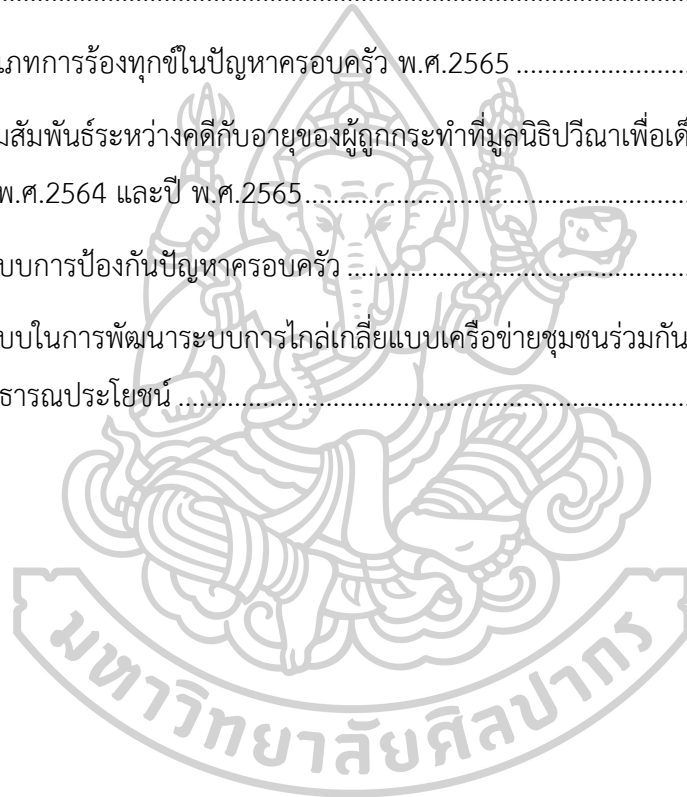 เภทการร้องทุกข์ในปัญหาครอบครัว พ.ศ.2565 ........................
มสัมพันธ์ระหว่างคดีกับอายุของผู้ถูกกระทำที่มูลนิธิปวีณาเพื่อเด็
พ.ศ.2564 และปี พ.ศ.2565........................................................
บบการป้องกันปัญหาครอบครัว ..................................................
บบในการพัฒนาระบบการไกล่เกลี่ยแบบเครือข่ายชุมชนร่วมกัน
ธารณประโยชน์ ..........................................................................
มหาวิทยาลัยศิลปากร